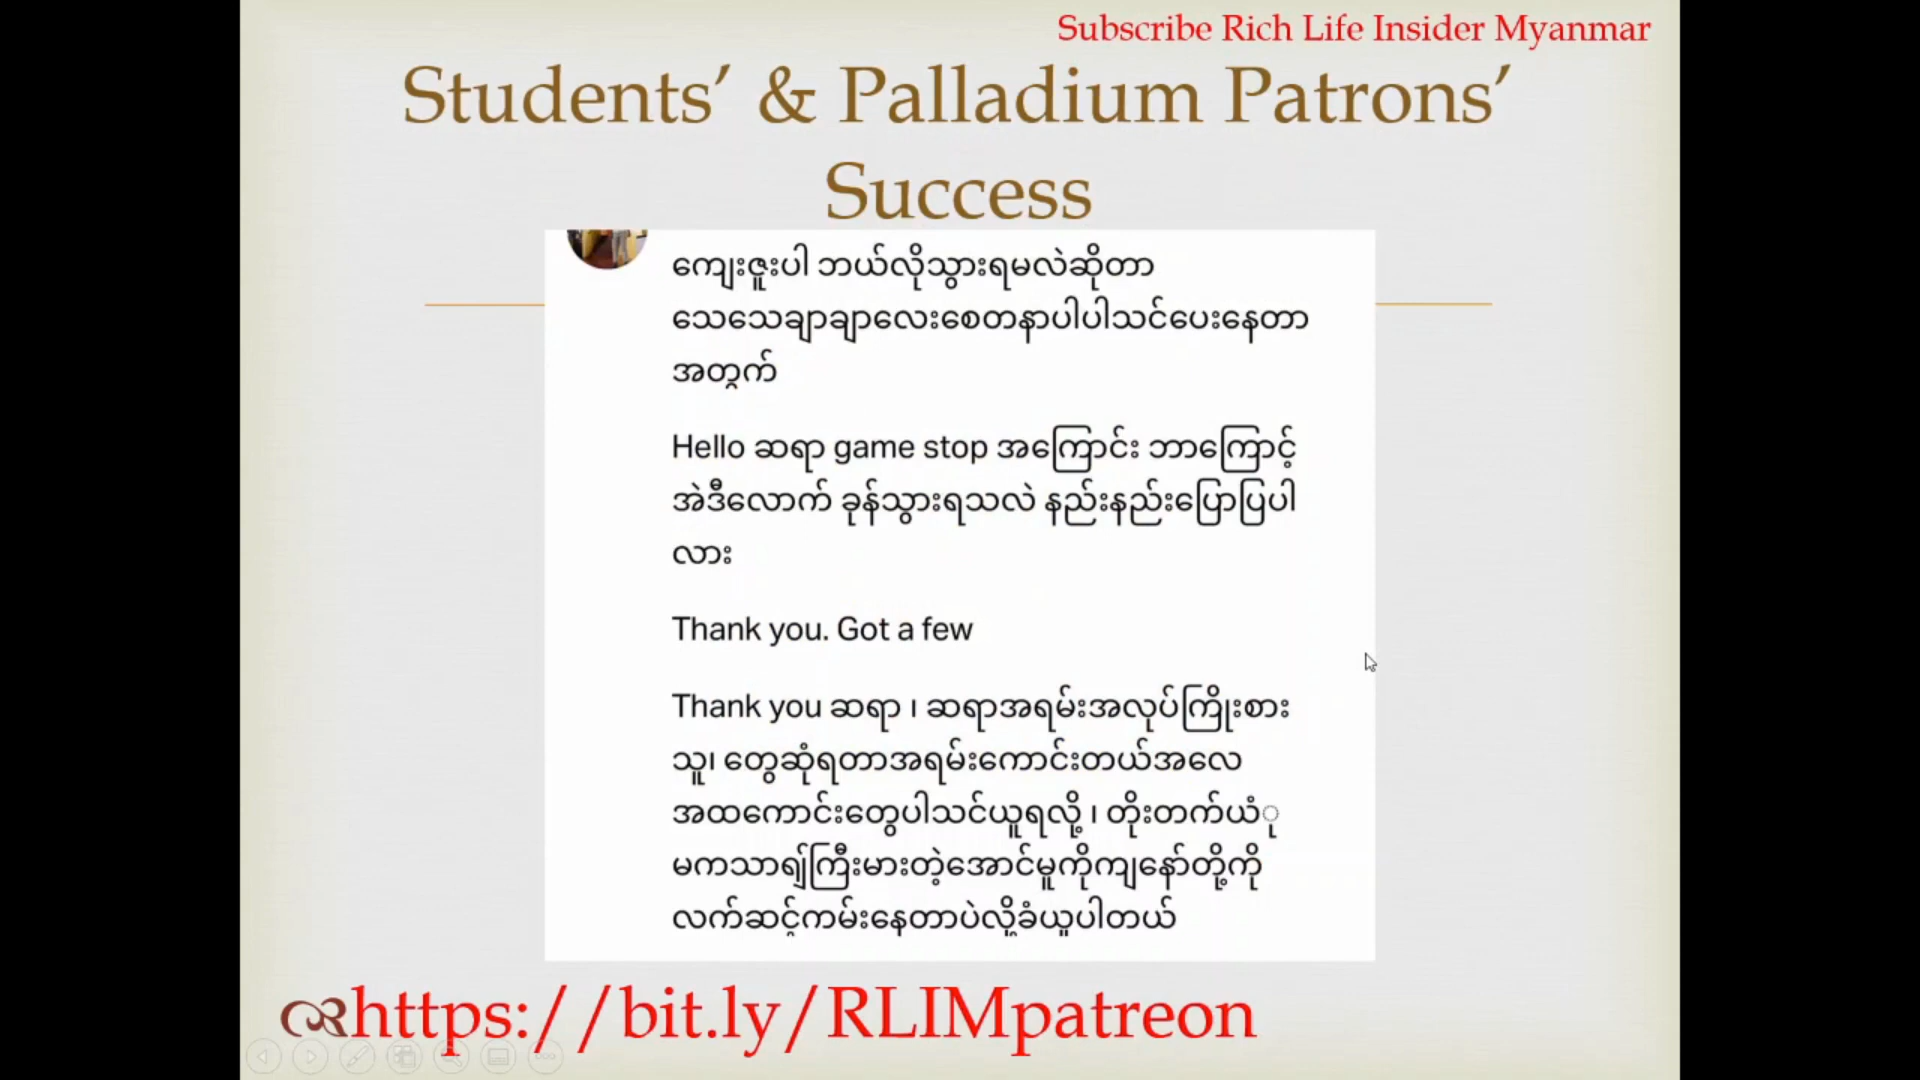 Subscribe Rich Life Insider Myanmar
Students’ & Palladium Patrons’
Success
ကျေးဇူးပါ ဘယ်လိုသွားရမလဲဆိုတာ
သေသေချာချာလေးစေတနာပါပါသင်ပေးနေတာ
အတွက်
Hello ဆရာ game stop အကြောင်း ဘာကြောင့်
အဲဒီလောက် ခုန်သွားရသလဲ နည်းနည်းပြောပြပါ
လား
Thank you. Got a few
Thank you ဆရာ ၊ ဆရာအရမ်းအလုပ်ကြိုးစား
သူ၊ တွေဆုံရတာအရမ်းကောင်းတယ်အလေ
အထကောင်းတွေပါသင်ယူရလို့ ၊ တိုးတက်ယံု
မကသာ၍ကြီးမားတဲ့အောင်မှုကိုကျနော်တို့ကို
လက်ဆင့်ကမ်းနေတာပဲလို့ခံယူပါတယ်
https://bit.ly/RLIMpatreon